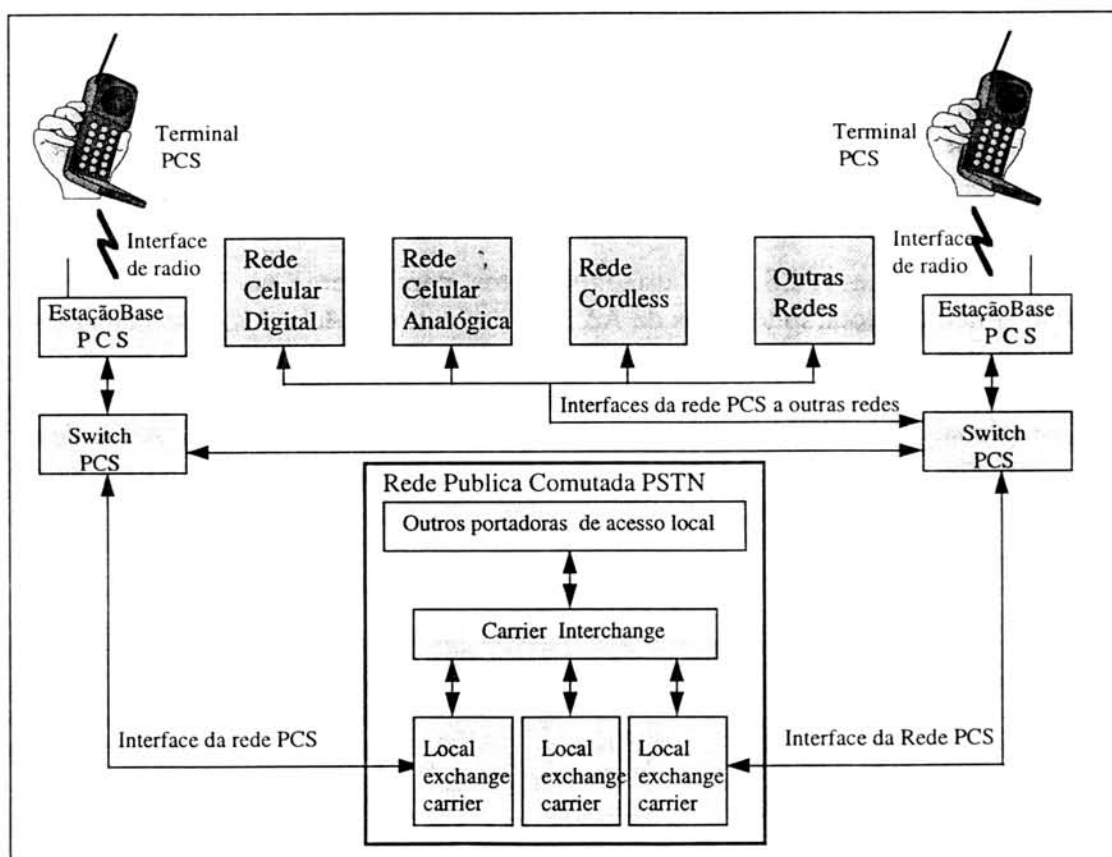 Terminal
PCS
Terminal
PCS
Interface
de radio
Interface
de radio
Rede
Celular
Digital
Rede
Celular
Analógica
Rede
Cordless
Outras
Redes
EstaçãoBase
P C S
EstaçãoBase
P C S
Interfaces da rede PCS a outras redes
Switch
PCS
Switch
PCS
Rede Publica Comutada PSTN
Outros portadoras de acesso local
Carrier Interchange
Interface da rede PCS
Interface da Rede PCS
Local
exchange
carrier
Local
exchange
carrier
Local
exchange
carrier